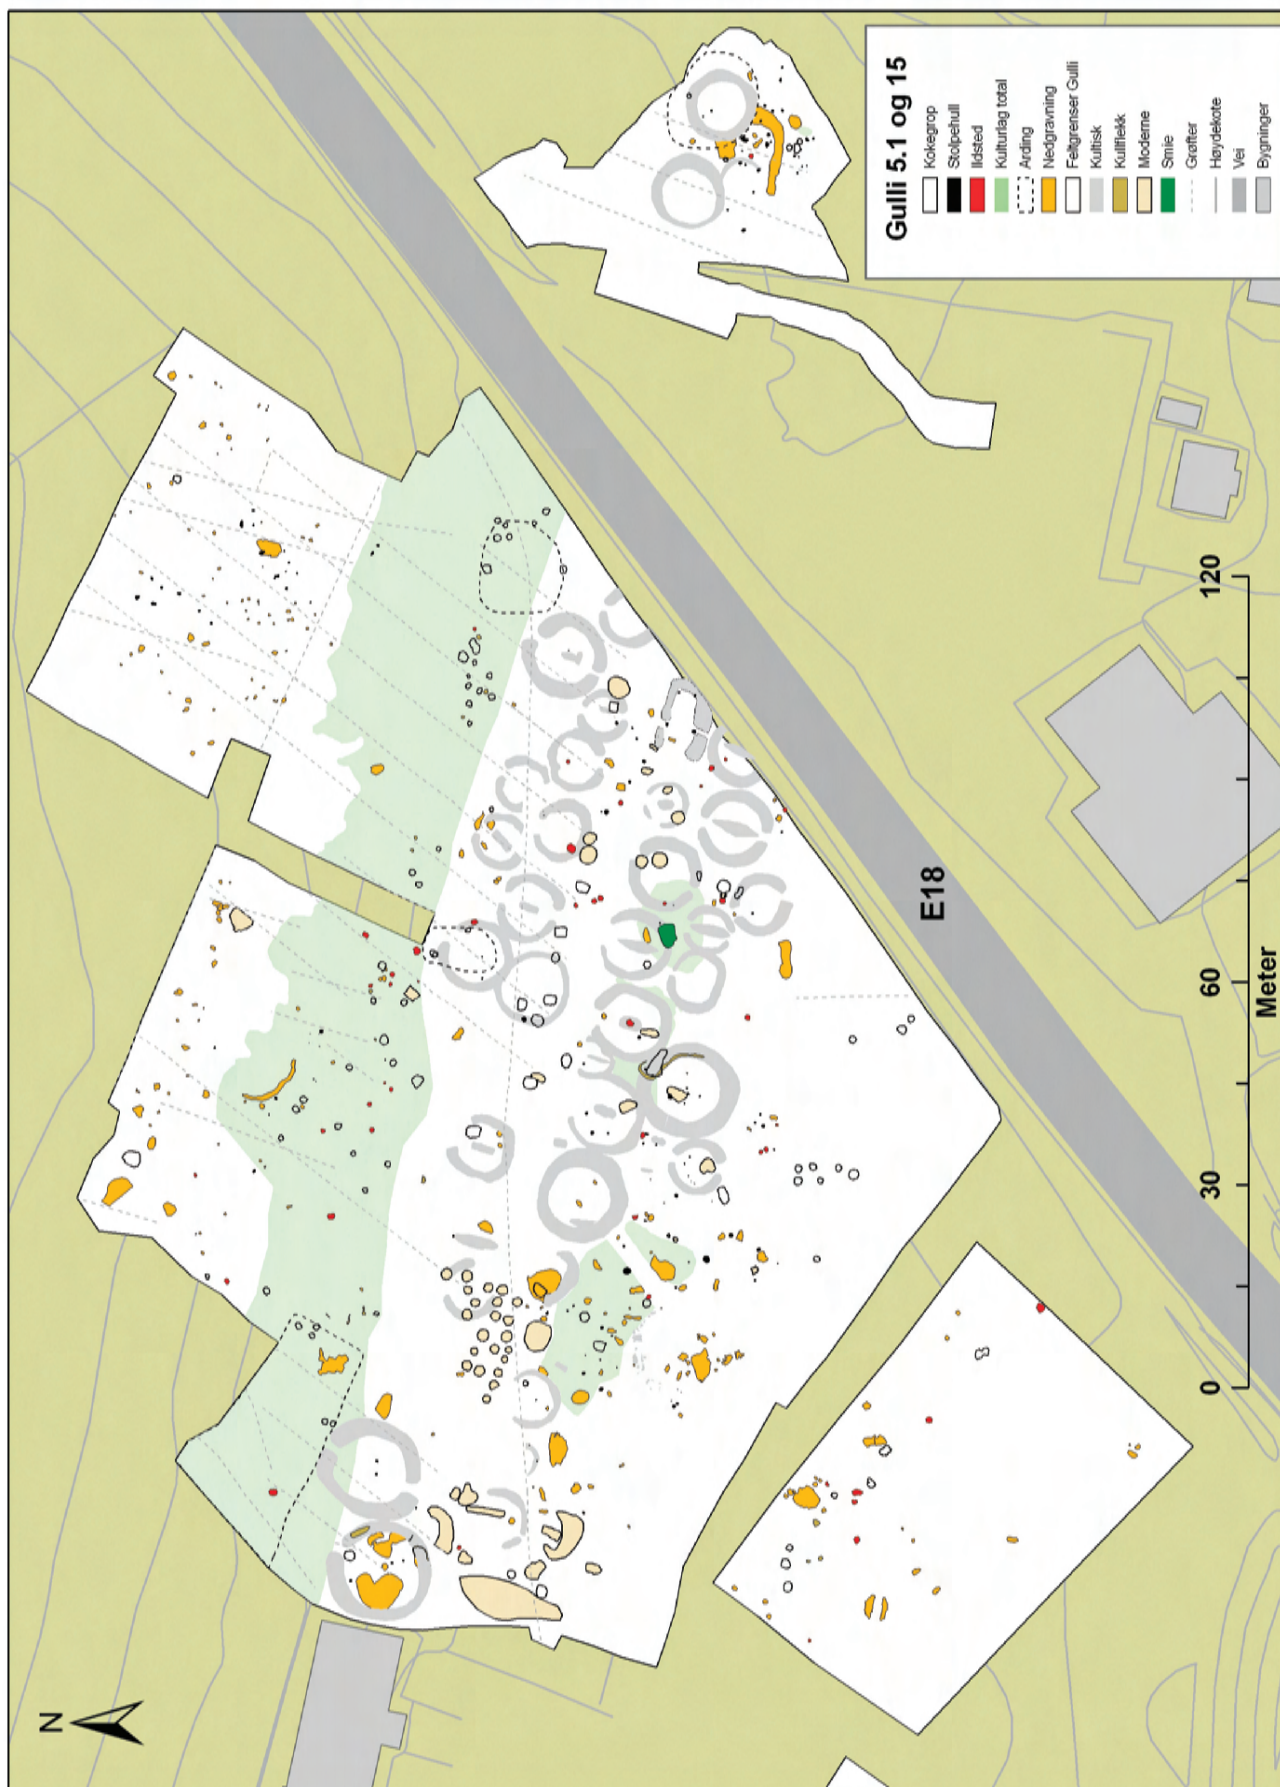 Gulli 5.1 og 15
Kokegrop
Stolpehull
Ildsted
Kulturlag total
Arding
Nedgravning
Feltgrenser Gulli
Kultisk
Kullflekk
Moderne
Smie
Grøfter
Høydekote
Vei
Bygninger
N
E18
0 30 60 120
Meter